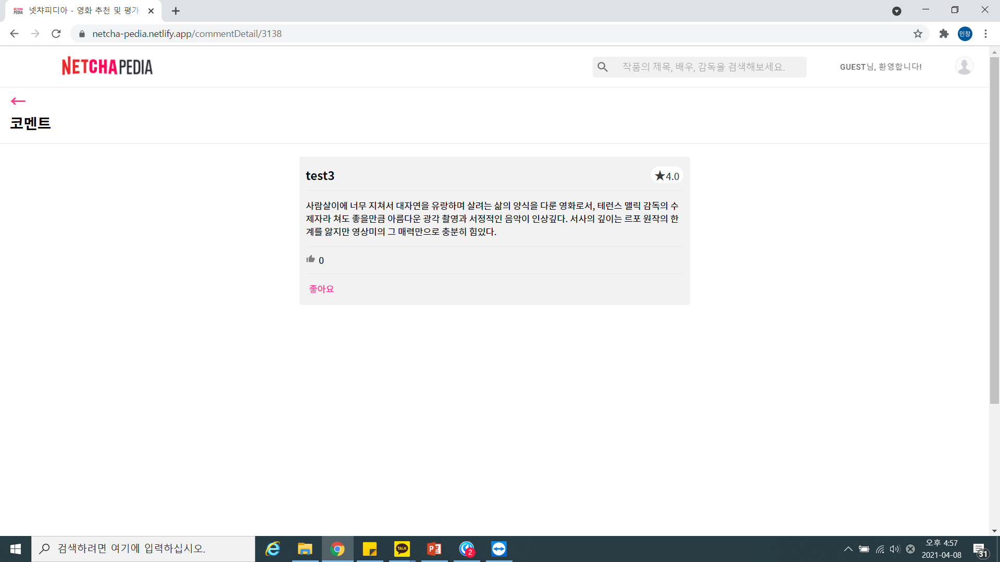 넷챠피디아 - 영화 추천 및 평가
netcha-pedia.netlify.app/commentDetail/3138
민창
NETCHAPEDIA
작품의 제목, 배우, 감독을 검색해보세요.
GUEST님, 환영합니다!
코멘트
test3
★4.0
사람살이에 너무 지쳐서 대자연을 유랑하며 살려는 삶의 양식을 다룬 영화로서, 테런스 맬릭 감독의 수
제자라 쳐도 좋을만큼 아름다운 광각 촬영과 서정적인 음악이 인상깊다. 서사의 깊이는 르포 원작의 한
계를 앓지만 영상미의 그 매력만으로 충분히 힘있다.
0
좋아요
검색하려면 여기에 입력하십시오.
TALK
2
오후 4:57
2021-04-08
31